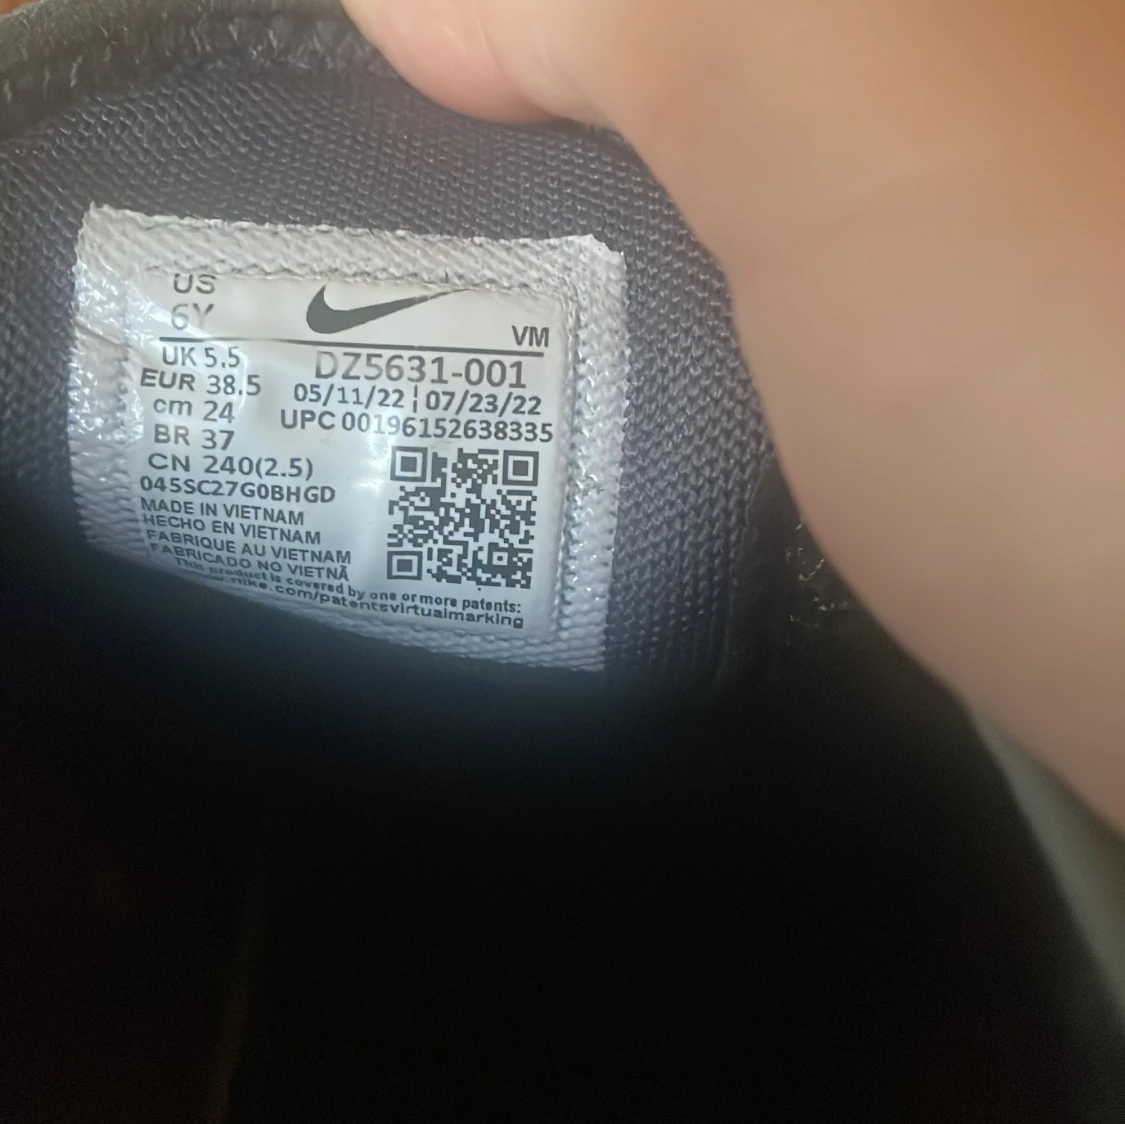 US
6Y
VM
UK 5.5
EUR 38.5
cm 24
BR 37
CN 240(2.5)
DZ5631-001
05/11/22 | 07/23/22
UPC 00196152638335
045SC27G0BHGD
MADE IN VIETNAM
HECHO EN VIETNAM
FABRIQUE AU VIETNAM
FABRICADO NO VIETNÃ
This product is covered by one or more patents:
www.nike.com/patentsvirtualmarking